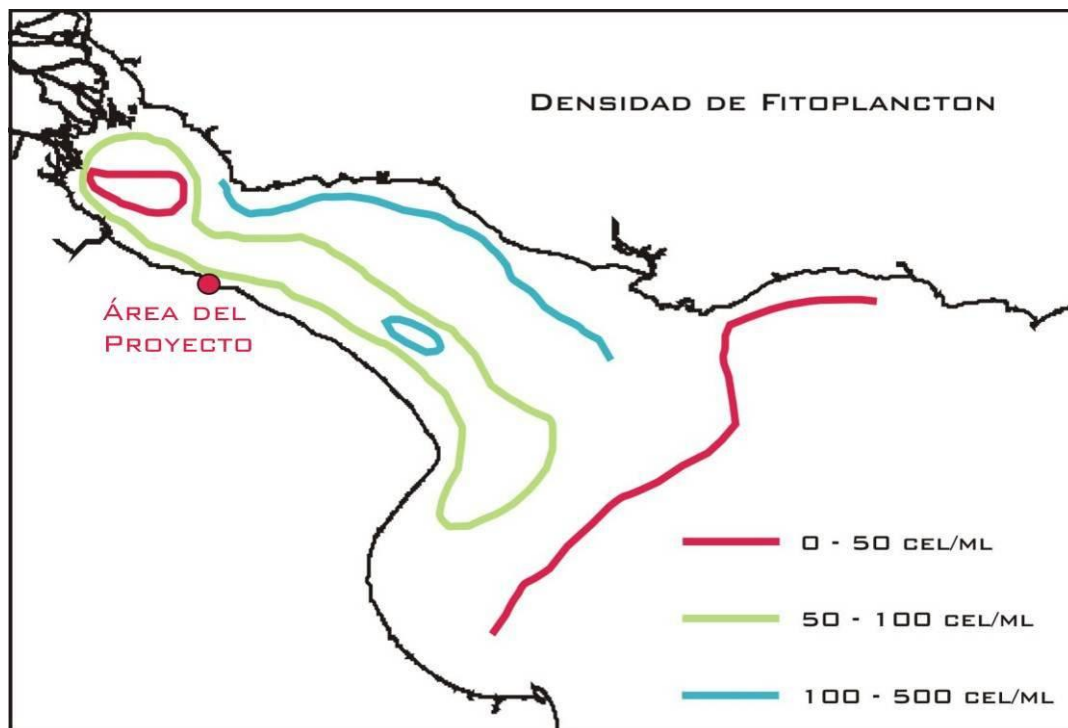 DENSIDAD DE FITOPLANCTON
ÁREA DEL
PROYECTO
0 - 50 CEL/ML
50 - 100 CEL/ML
100 - 500 CEL/ML